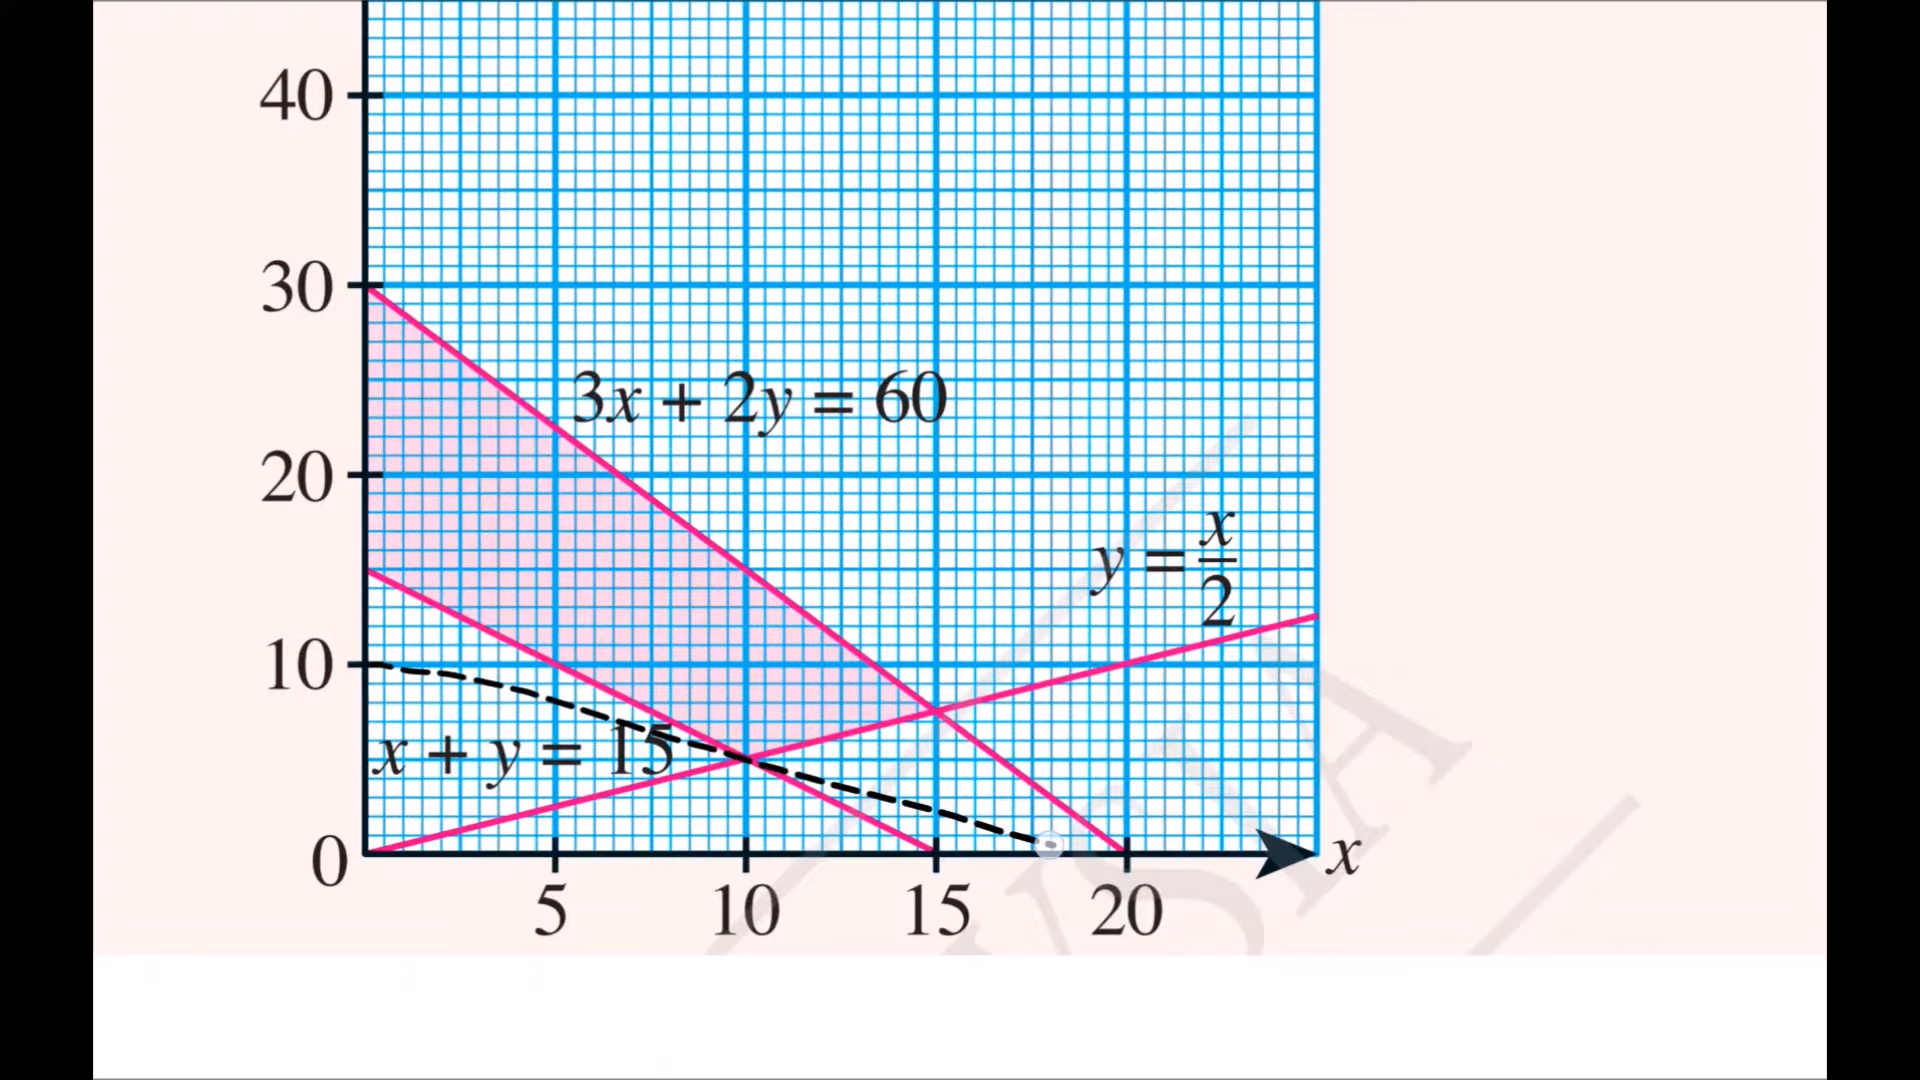 40
30
3x + 2y = 60
20
y = x/2
10
x + y = 15
0
x
5 10 15 20